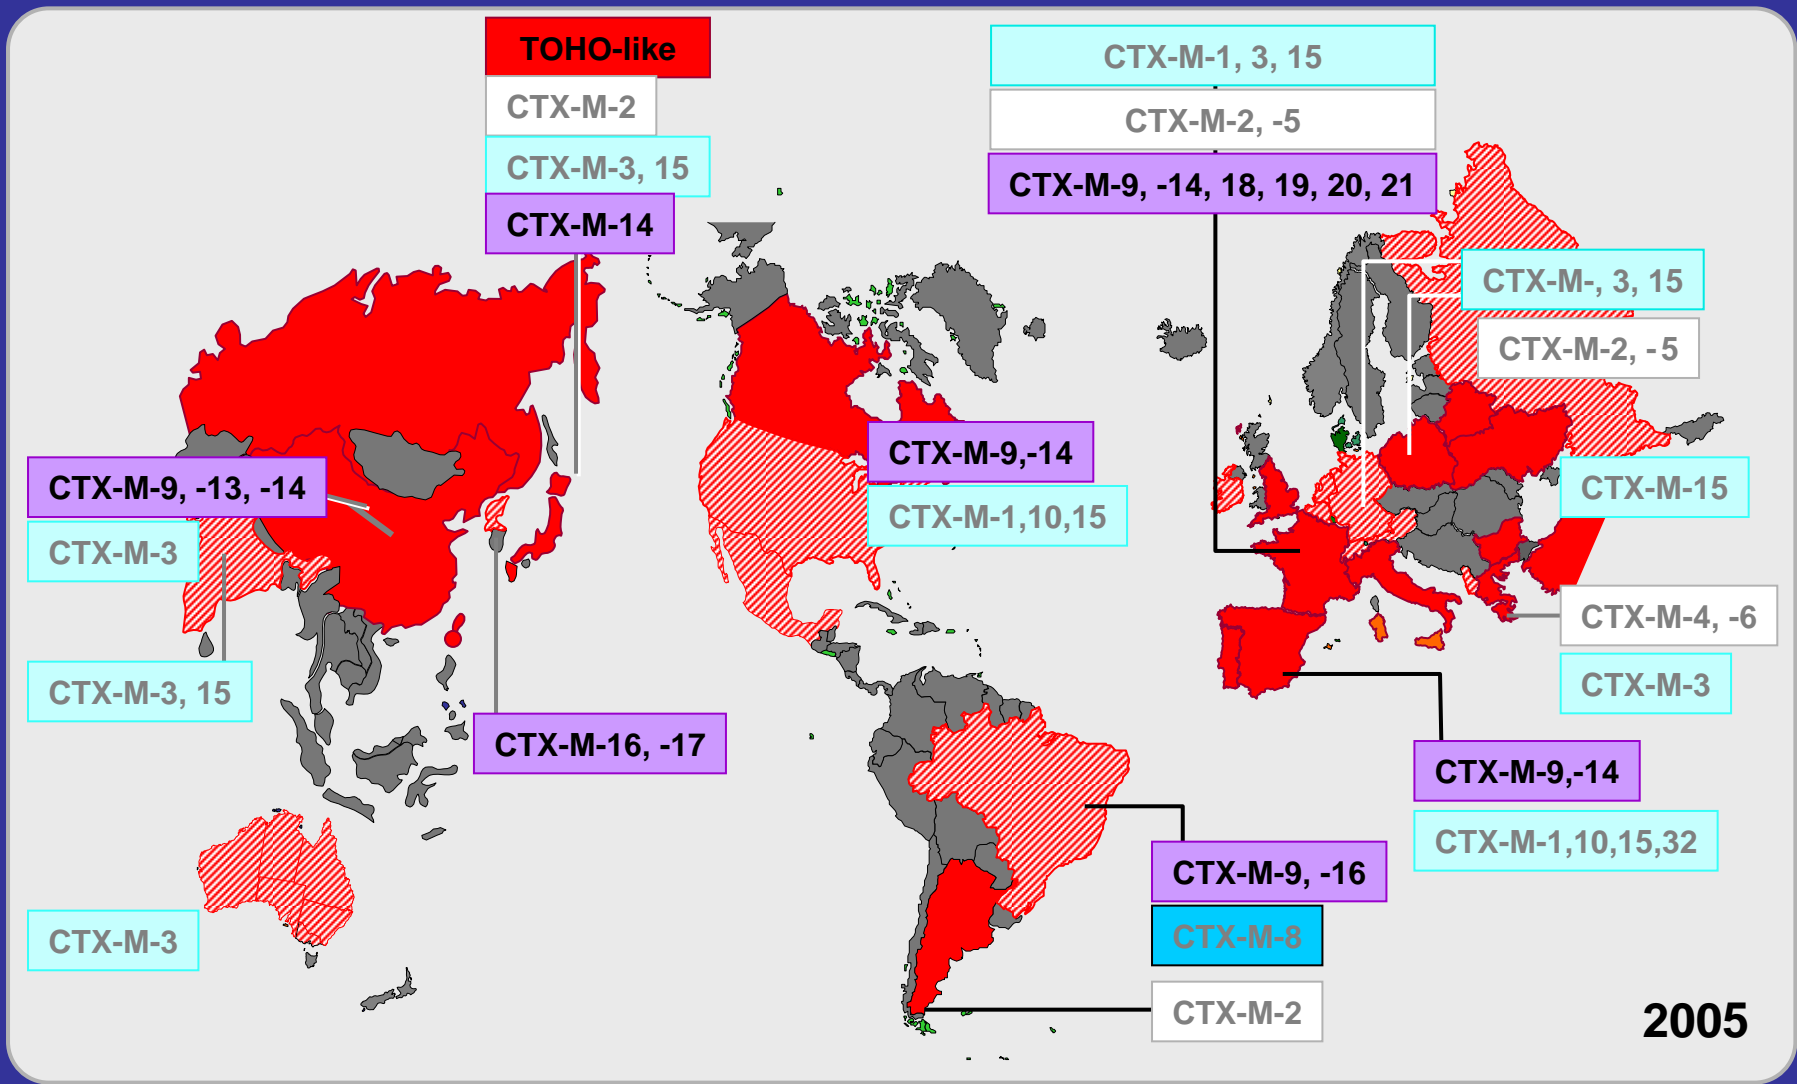 TOHO-like
CTX-M-2
CTX-M-3, 15
CTX-M-14
CTX-M-1, 3, 15
CTX-M-2, -5
CTX-M-9, -14, 18, 19, 20, 21
CTX-M-, 3, 15
CTX-M-2, -5
CTX-M-9, -13, -14
CTX-M-3
CTX-M-9,-14
CTX-M-1,10,15
CTX-M-15
CTX-M-4, -6
CTX-M-3
CTX-M-3, 15
CTX-M-16, -17
CTX-M-9,-14
CTX-M-1,10,15,32
CTX-M-9, -16
CTX-M-8
CTX-M-2
CTX-M-3
2005